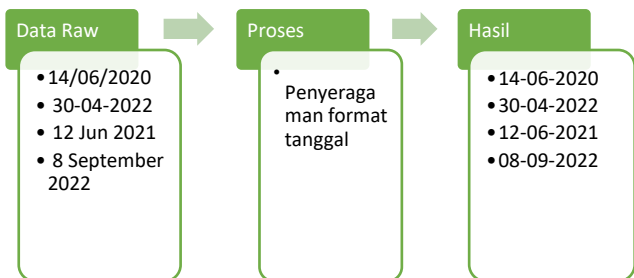 Data Raw
•14/06/2020
•30-04-2022
•12 Jun 2021
•8 September
2022
Proses
•
Penyeraga
man format
tanggal
Hasil
•14-06-2020
•30-04-2022
•12-06-2021
•08-09-2022